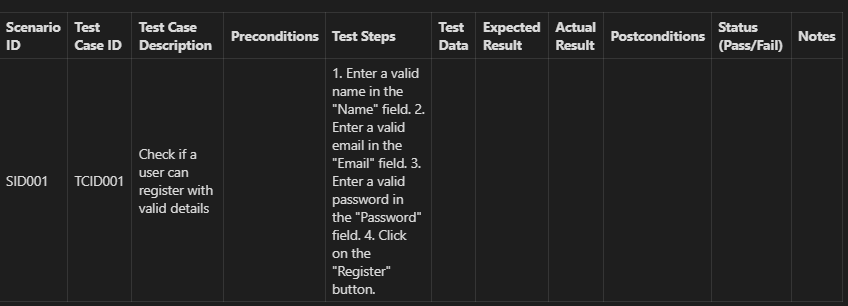 Scenario ID
Test Case ID
Test Case Description
Preconditions
Test Steps
Test Data
Expected Result
Actual Result
Postconditions
Status (Pass/Fail)
Notes
SID001
TCID001
Check if a
user can
register with
valid details
1. Enter a valid
name in the
"Name" field. 2.
Enter a valid
email in the
"Email" field. 3.
Enter a valid
password in
the "Password"
field. 4. Click
on the
"Register"
button.